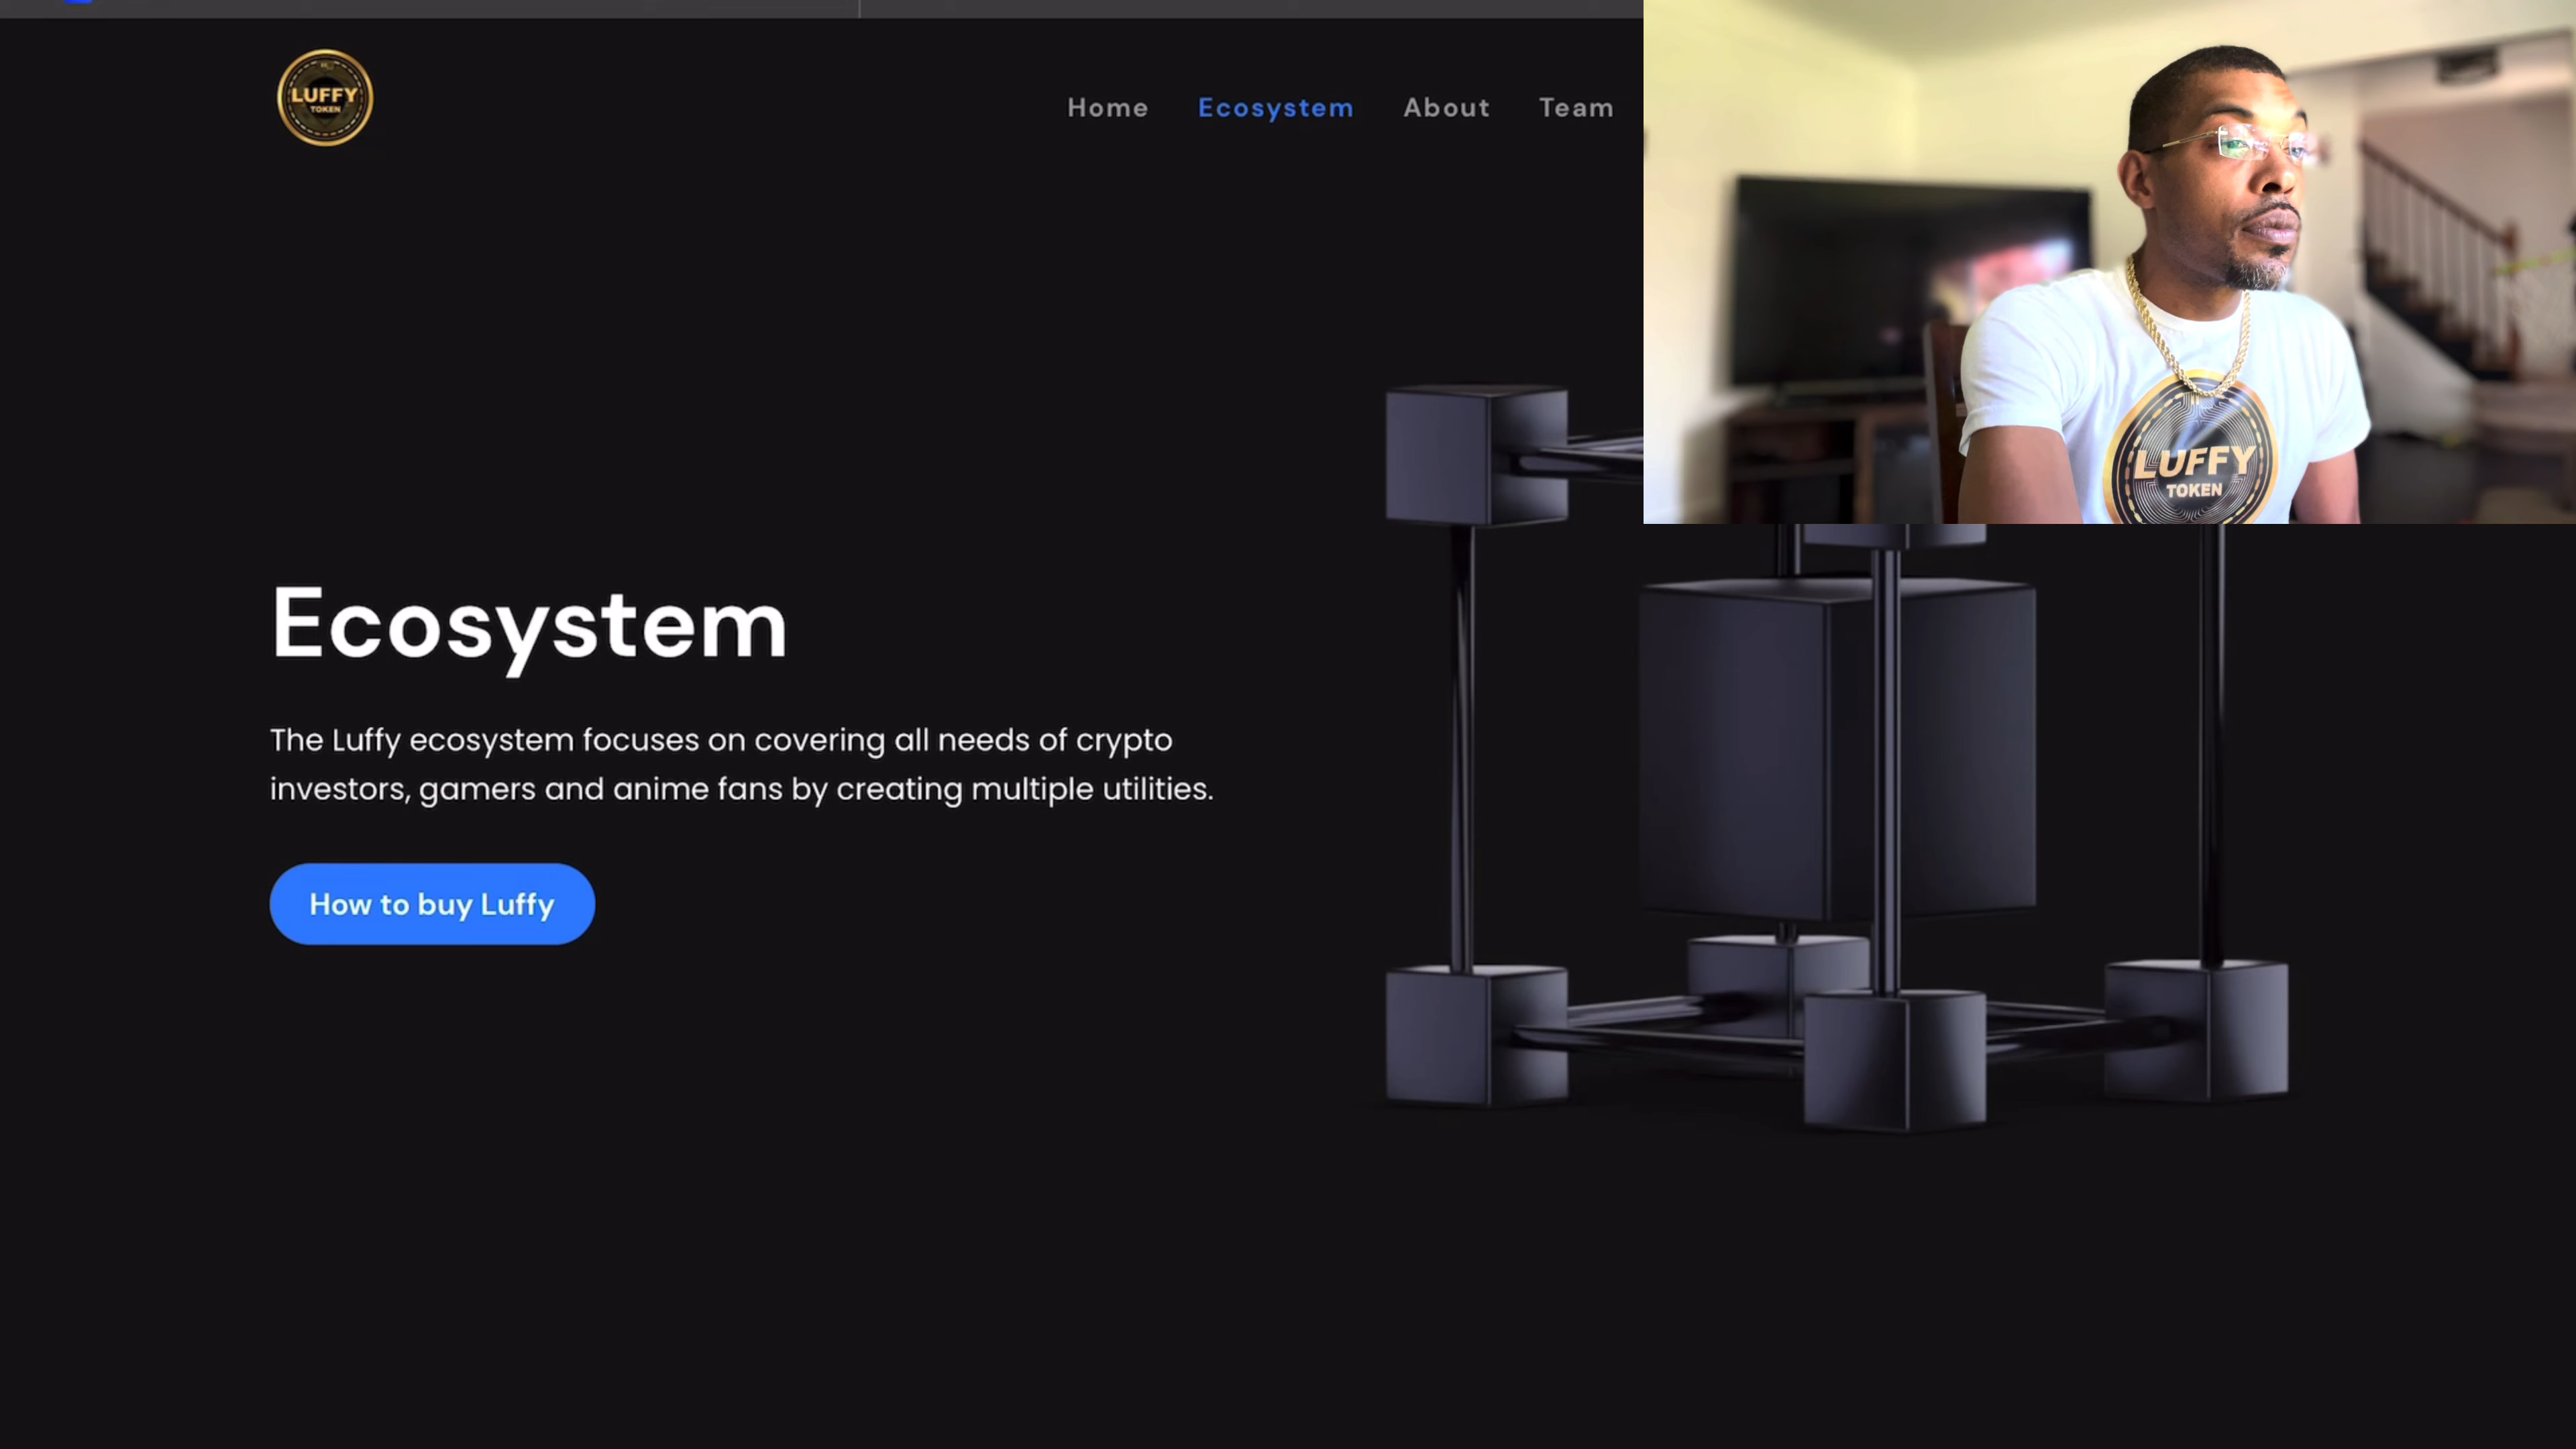 LUFFY
TOKEN
Home Ecosystem About Team
LUFFY
TOKEN
Ecosystem
The Luffy ecosystem focuses on covering all needs of crypto
investors, gamers and anime fans by creating multiple utilities.
How to buy Luffy